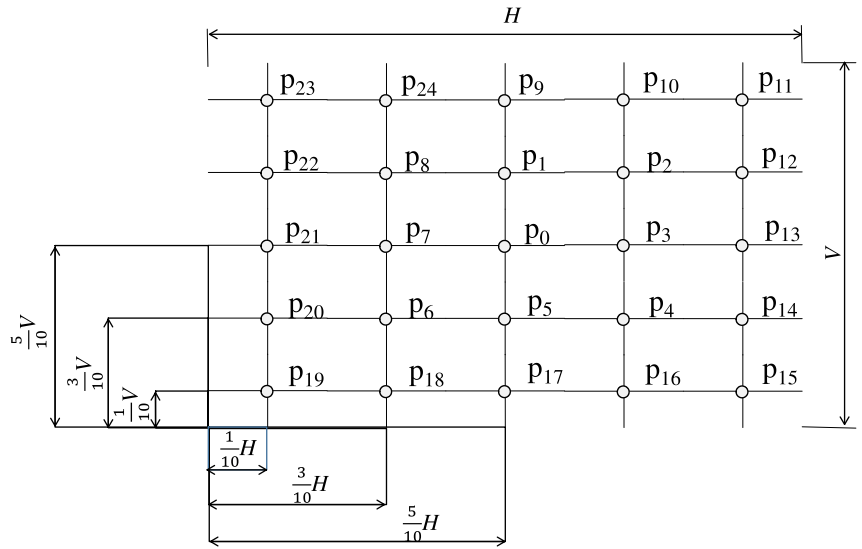 H
p₂₃ p₂₄ p₉ p₁₀ p₁₁
p₂₂ p₈ p₁ p₂ p₁₂
p₂₁ p₇ p₀ p₃ p₁₃
V
p₂₀ p₆ p₅ p₄ p₁₄
5/10 V
3/10 V
1/10 V
p₁₉ p₁₈ p₁₇ p₁₆ p₁₅
1/10 H
3/10 H
5/10 H